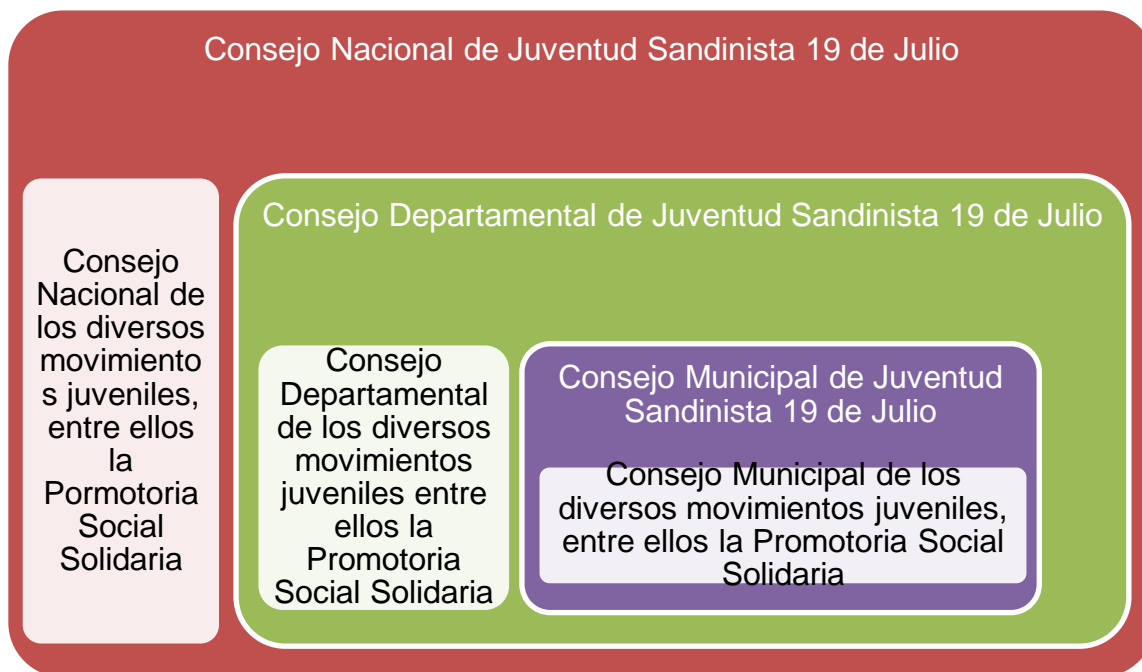 Consejo Nacional de Juventud Sandinista 19 de Julio
Consejo
Nacional de
los diversos
movimiento
s juveniles,
entre ellos
la
Pormotoria
Social
Solidaria
Consejo Departamental de Juventud Sandinista 19 de Julio
Consejo
Departamental
de los diversos
movimientos
juveniles entre
ellos la
Promotoria
Social Solidaria
Consejo Municipal de Juventud
Sandinista 19 de Julio
Consejo Municipal de los
diversos movimientos juveniles,
entre ellos la Promotoria Social
Solidaria